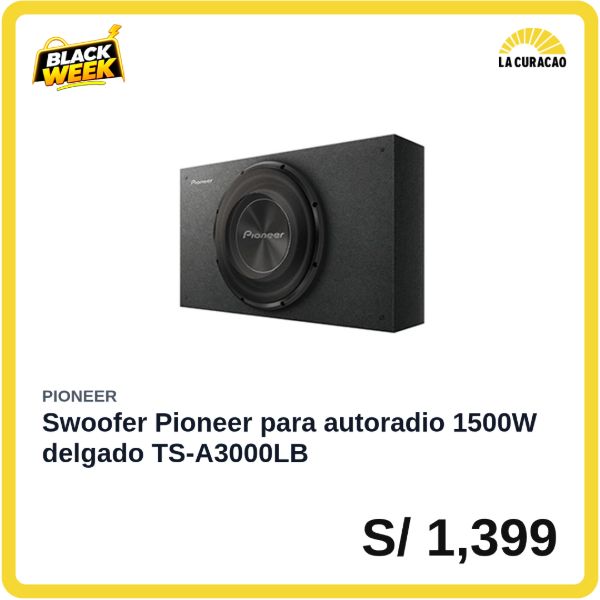 BLACK
WEEK
LA CURACAO
Pioneer
Pioneer
PIONEER
Swoofer Pioneer para autoradio 1500W
delgado TS-A3000LB
S/ 1,399